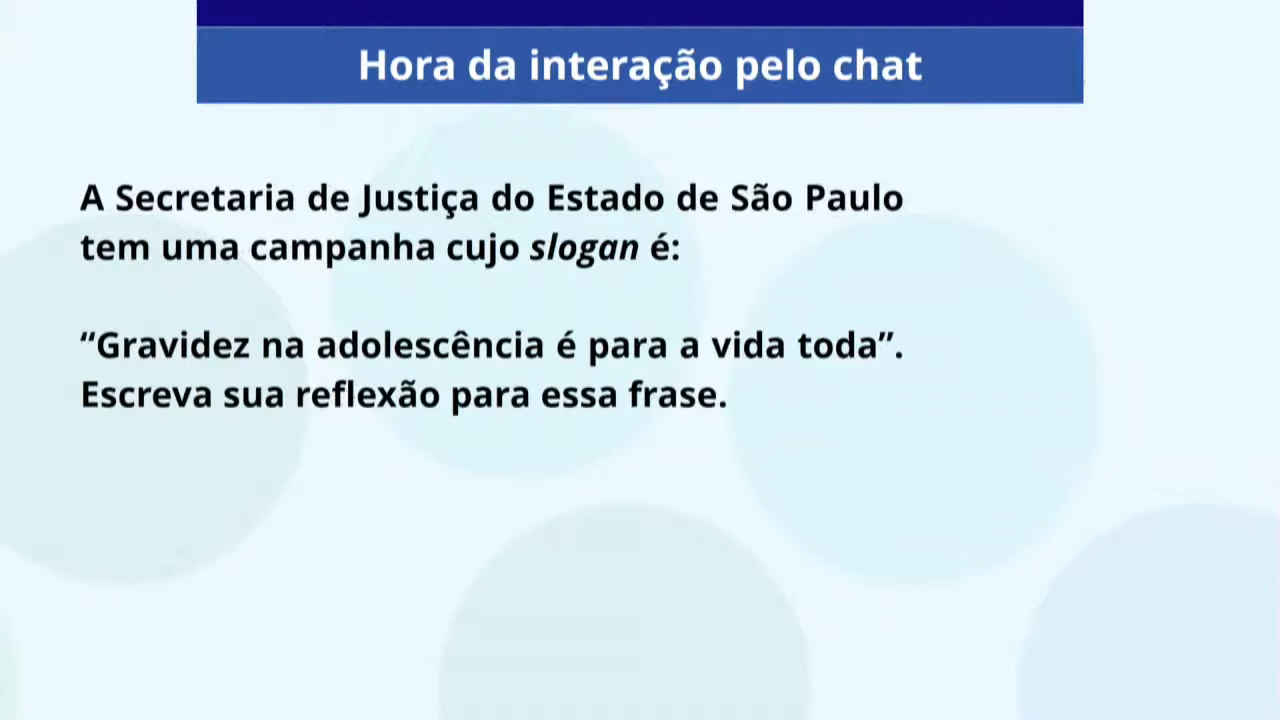 Hora da interação pelo chat
A Secretaria de Justiça do Estado de São Paulo
tem uma campanha cujo slogan é:
“Gravidez na adolescência é para a vida toda”.
Escreva sua reflexão para essa frase.